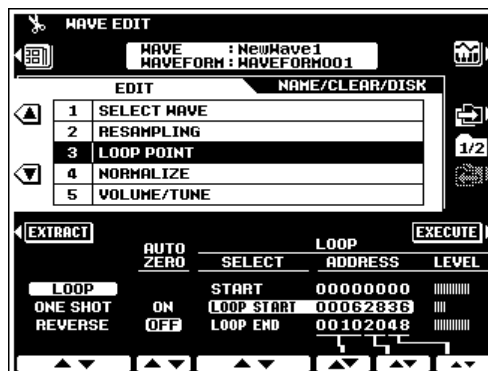 WAVE EDIT
WAVE : NewWave1
WAVEFORM : WAVEFORM001
EDIT NAME/CLEAR/DISK
1 SELECT WAVE
2 RESAMPLING
3 LOOP POINT
4 NORMALIZE
5 VOLUME/TUNE
1/2
EXTRACT EXECUTE
AUTO ZERO SELECT LOOP ADDRESS LEVEL
LOOP START 00000000
ONE SHOT ON LOOP START 00062836
REVERSE OFF LOOP END 00102048